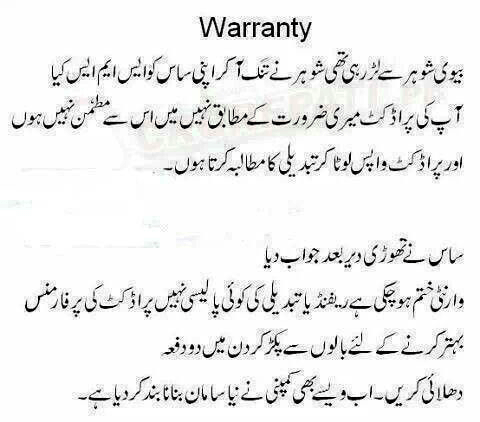 Warranty
بیوی شوہر سے لڑ رہی تھی شوہر نے تنگ آ کر اپنی ساس کو ایس ایم ایس کیا
آپ کی پراڈکٹ میری ضرورت کے مطابق نہیں میں اس سے مطمئن نہیں ہوں
اور پراڈکٹ واپس لوٹا کر تبدیلی کا مطالبہ کرتا ہوں۔
ساس نے تھوڑی دیر بعد جواب دیا
وارنٹی ختم ہو چکی ہے ریفنڈ یا تبدیلی کی کوئی پالیسی نہیں پراڈکٹ کی پرفارمنس
بہتر کرنے کے لئے بالوں سے پکڑ کر دن میں دو دفعہ
دھلائی کریں۔ اب ویسے بھی کمپنی نے نیا سامان بنانا بند کر دیا ہے۔